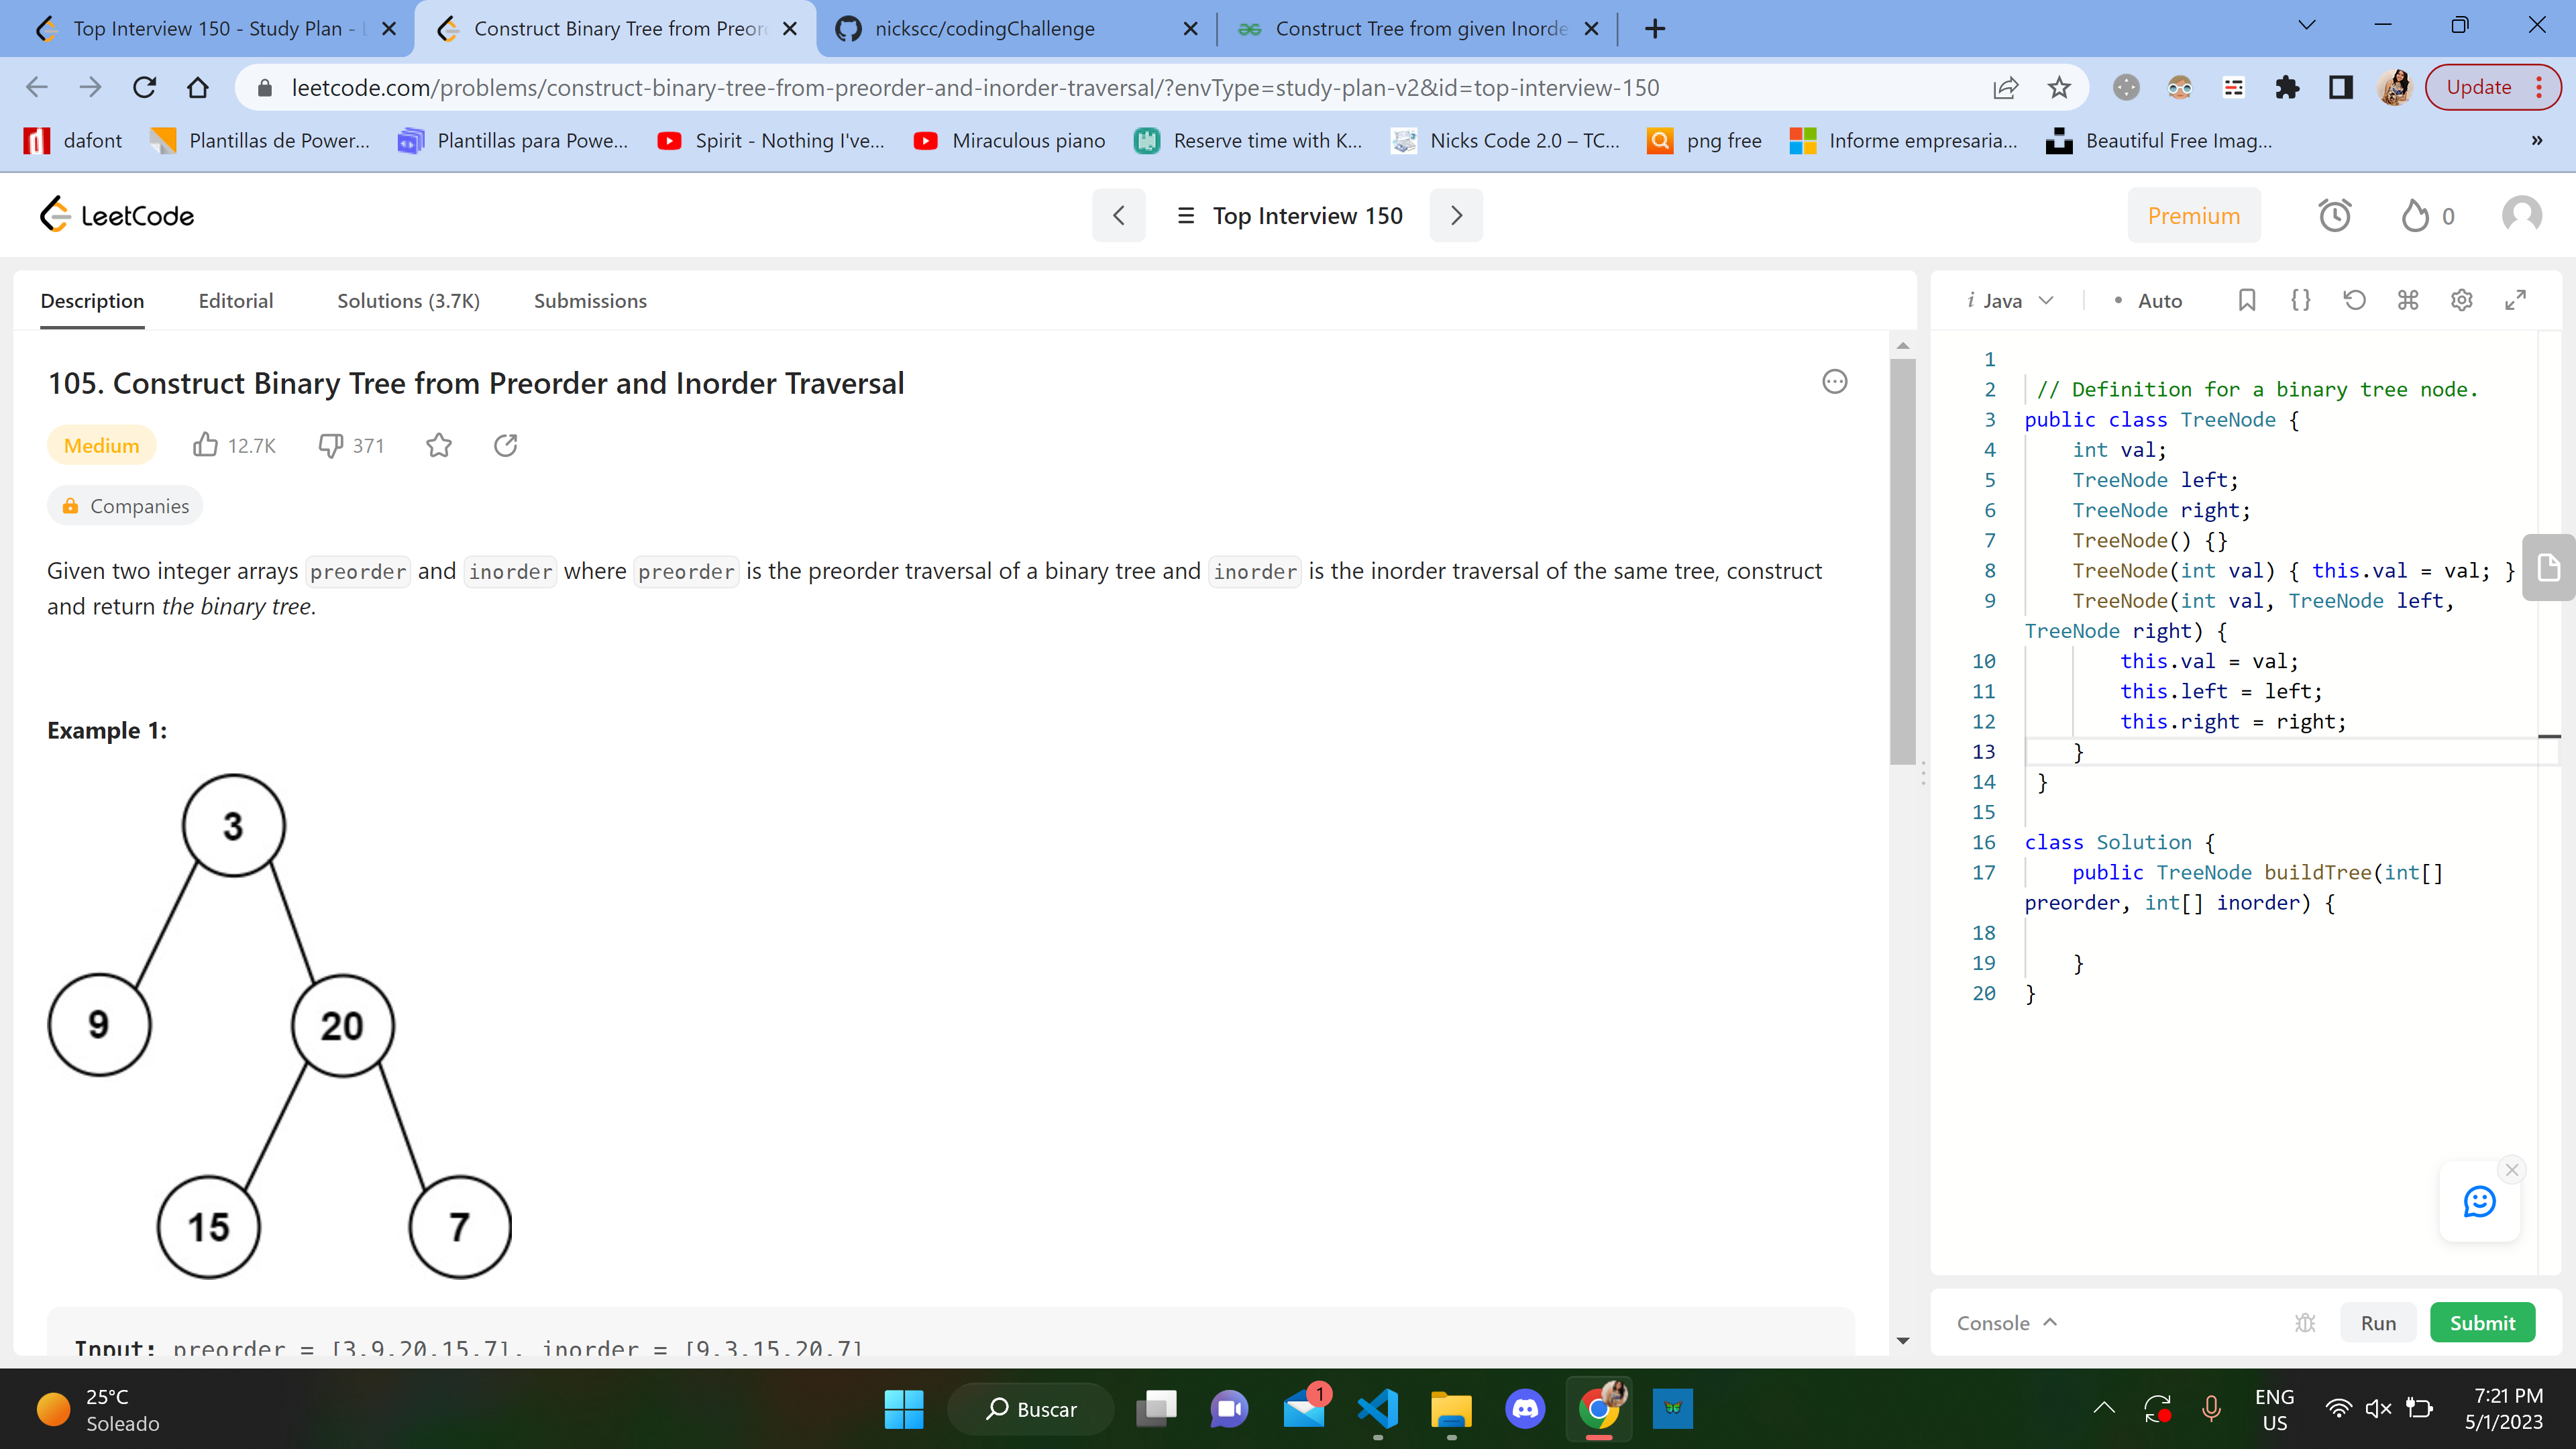 Top Interview 150 - Study Plan - L
Construct Binary Tree from Preor
nickscc/codingChallenge
Construct Tree from given Inorde
leetcode.com/problems/construct-binary-tree-from-preorder-and-inorder-traversal/?envType=study-plan-v2&id=top-interview-150
Update
dafont
Plantillas de Power...
Plantillas para Powe...
Spirit - Nothing I've...
Miraculous piano
Reserve time with K...
Nicks Code 2.0 – TC...
png free
Informe empresaria...
Beautiful Free Imag...
»
LeetCode
Top Interview 150
Premium
0
Description
Editorial
Solutions (3.7K)
Submissions
105. Construct Binary Tree from Preorder and Inorder Traversal
Medium
12.7K
371
Companies
Given two integer arrays preorder and inorder where preorder is the preorder traversal of a binary tree and inorder is the inorder traversal of the same tree, construct
and return the binary tree.
Example 1:
3
9
20
15
7
Input: preorder = [3,9,20,15,7], inorder = [9,3,15,20,7]
i Java
• Auto
1
2 // Definition for a binary tree node.
3 public class TreeNode {
4 int val;
5 TreeNode left;
6 TreeNode right;
7 TreeNode() {}
8 TreeNode(int val) { this.val = val; }
9 TreeNode(int val, TreeNode left,
TreeNode right) {
10 this.val = val;
11 this.left = left;
12 this.right = right;
13 }
14 }
15
16 class Solution {
17 public TreeNode buildTree(int[]
preorder, int[] inorder) {
18
19 }
20 }
Console
Run
Submit
25°C
Soleado
Buscar
1
ENG
US
7:21 PM
5/1/2023